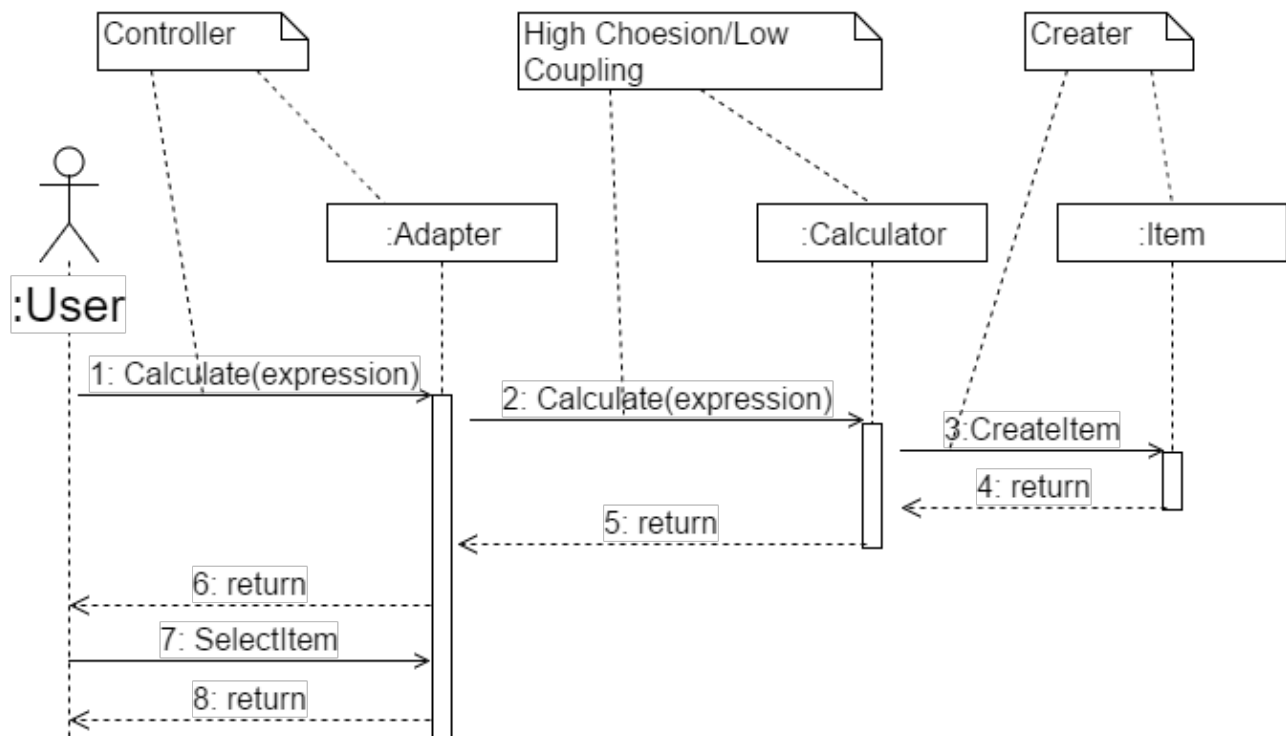 Controller
High Choesion/Low
Coupling
Creater
:Adapter
:Calculator
:Item
:User
1: Calculate(expression)
2: Calculate(expression)
3:CreateItem
4: return
5: return
6: return
7: SelectItem
8: return